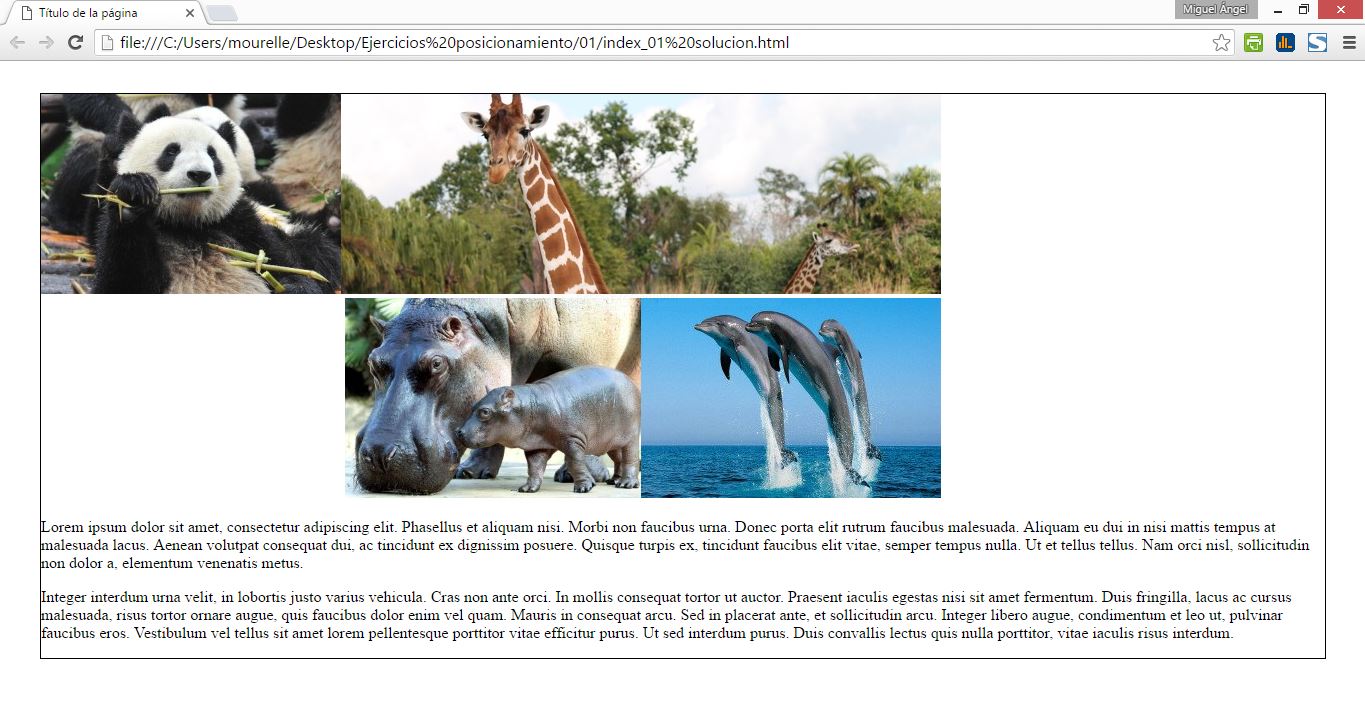 Título de la página
Miguel Ángel
file:///C:/Users/mourelle/Desktop/Ejercicios%20posicionamiento/01/index_01%20solucion.html
Lorem ipsum dolor sit amet, consectetur adipiscing elit. Phasellus et aliquam nisi. Morbi non faucibus urna. Donec porta elit rutrum faucibus malesuada. Aliquam eu dui in nisi mattis tempus at
malesuada lacus. Aenean volutpat consequat dui, ac tincidunt ex dignissim posuere. Quisque turpis ex, tincidunt faucibus elit vitae, semper tempus nulla. Ut et tellus tellus. Nam orci nisl, sollicitudin
non dolor a, elementum venenatis metus.
Integer interdum urna velit, in lobortis justo varius vehicula. Cras non ante orci. In mollis consequat tortor ut auctor. Praesent iaculis egestas nisi sit amet fermentum. Duis fringilla, lacus ac cursus
malesuada, risus tortor ornare augue, quis faucibus dolor enim vel quam. Mauris in consequat arcu. Sed in placerat ante, et sollicitudin arcu. Integer libero augue, condimentum et leo ut, pulvinar
faucibus eros. Vestibulum vel tellus sit amet lorem pellentesque porttitor vitae efficitur purus. Ut sed interdum purus. Duis convallis lectus quis nulla porttitor, vitae iaculis risus interdum.